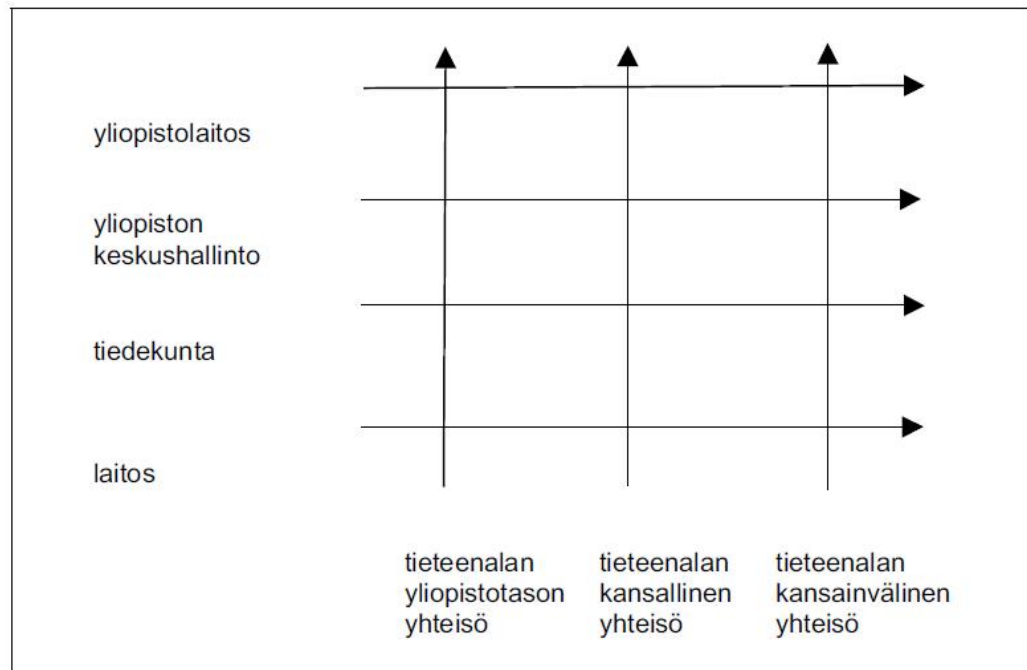 yliopistolaitos
yliopiston
keskushallinto
tiedekunta
laitos
tieteenalan
yliopistotason
yhteisö
tieteenalan
kansallinen
yhteisö
tieteenalan
kansainvälinen
yhteisö